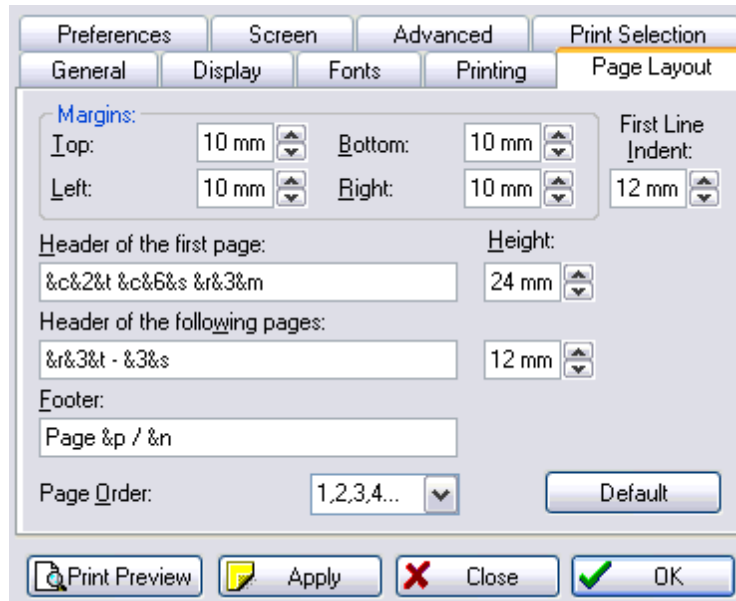 Preferences Screen Advanced Print Selection
General Display Fonts Printing Page Layout
Margins:
Top: 10 mm Bottom: 10 mm
Left: 10 mm Right: 10 mm
First Line
Indent:
12 mm
Header of the first page: Height:
&c&2&t &c&6&s &r&3&m 24 mm
Header of the following pages:
&r&3&t - &3&s 12 mm
Footer:
Page &p / &n
Page Order: 1,2,3,4... Default
Print Preview Apply Close OK